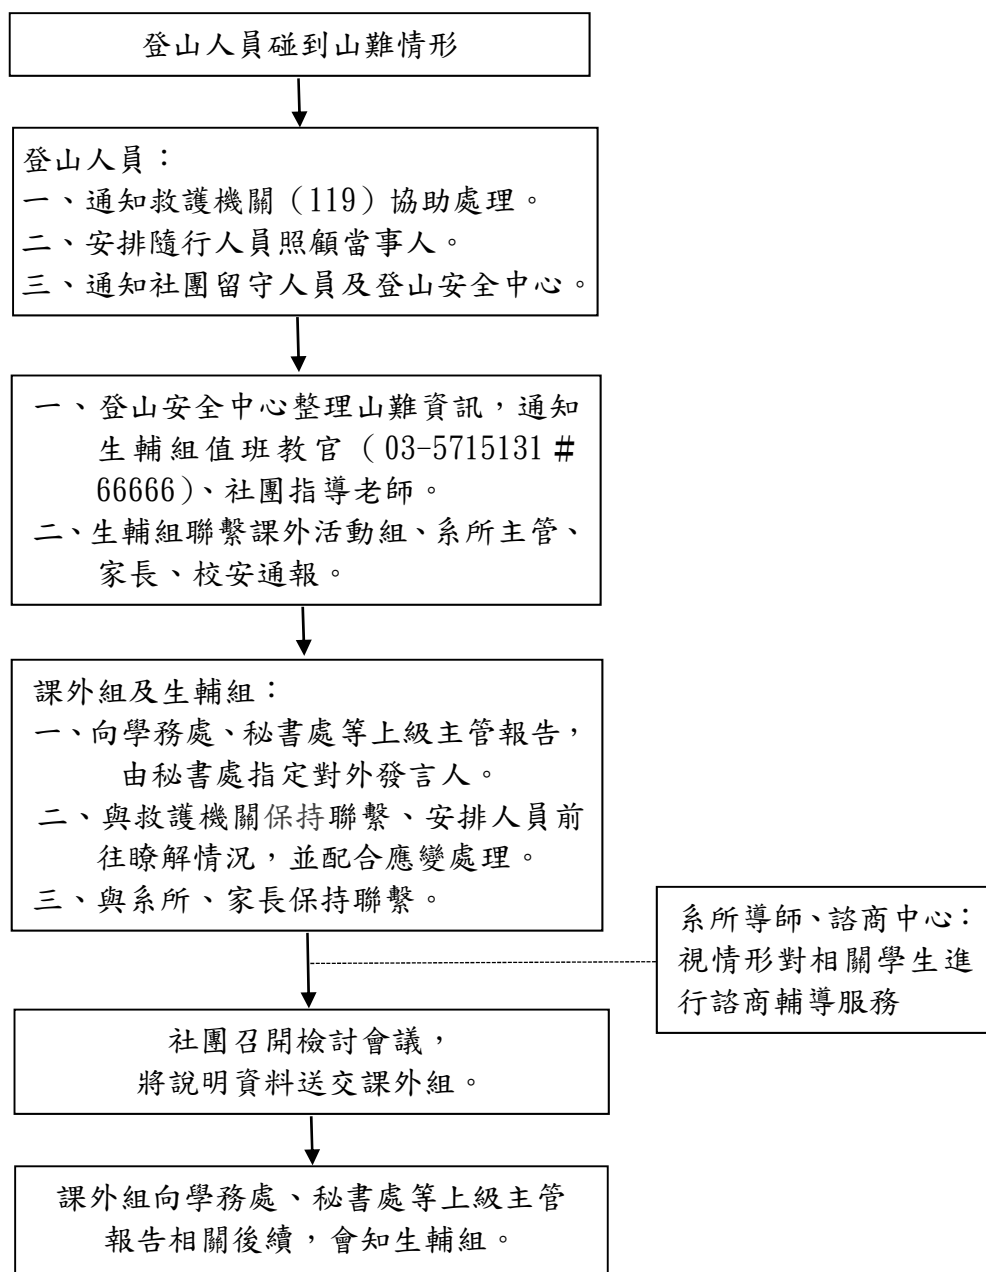 登山人員碰到山難情形
登山人員：
一、通知救護機關（119）協助處理。
二、安排隨行人員照顧當事人。
三、通知社團留守人員及登山安全中心。
一、登山安全中心整理山難資訊，通知
生輔組值班教官（03-5715131＃
66666）、社團指導老師。
二、生輔組聯繫課外活動組、系所主管、
家長、校安通報。
課外組及生輔組：
一、向學務處、秘書處等上級主管報告，
由秘書處指定對外發言人。
二、與救護機關保持聯繫、安排人員前
往瞭解情況，並配合應變處理。
三、與系所、家長保持聯繫。
系所導師、諮商中心：
視情形對相關學生進
行諮商輔導服務
社團召開檢討會議，
將說明資料送交課外組。
課外組向學務處、秘書處等上級主管
報告相關後續，會知生輔組。